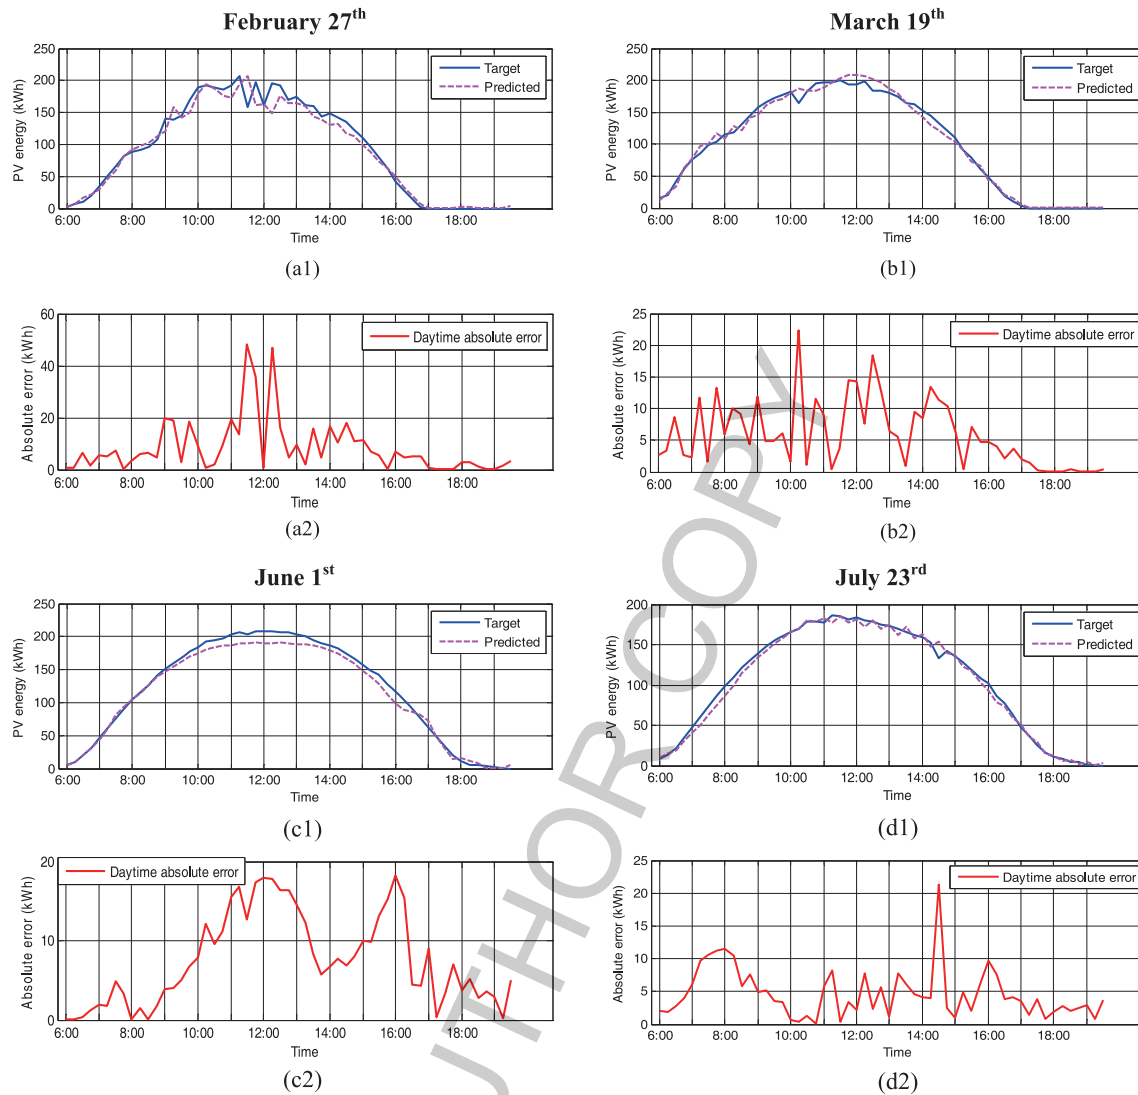 February 27th
250
200
150
100
50
0
PV energy (kWh)
Target
Predicted
6:00 8:00 10:00 12:00 14:00 16:00 18:00
Time
(a1)
March 19th
250
200
150
100
50
0
PV energy (kWh)
Target
Predicted
6:00 8:00 10:00 12:00 14:00 16:00 18:00
Time
(b1)
60
40
20
0
Absolute error (kWh)
Daytime absolute error
6:00 8:00 10:00 12:00 14:00 16:00 18:00
Time
(a2)
25
20
15
10
5
0
Absolute error (kWh)
Daytime absolute error
6:00 8:00 10:00 12:00 14:00 16:00 18:00
Time
(b2)
June 1st
250
200
150
100
50
0
PV energy (kWh)
Target
Predicted
6:00 8:00 10:00 12:00 14:00 16:00 18:00
Time
(c1)
July 23rd
200
150
100
50
0
PV energy (kWh)
Target
Predicted
6:00 8:00 10:00 12:00 14:00 16:00 18:00
Time
(d1)
20
10
0
Absolute error (kWh)
Daytime absolute error
6:00 8:00 10:00 12:00 14:00 16:00 18:00
Time
(c2)
25
20
15
10
5
0
Absolute error (kWh)
Daytime absolute error
6:00 8:00 10:00 12:00 14:00 16:00 18:00
Time
(d2)
THOR COPY